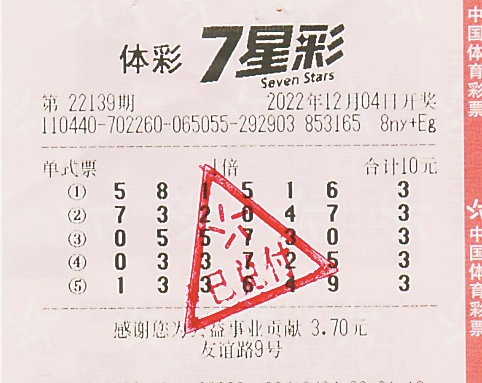 体彩 7星彩
Seven Stars
第 22139期 2022年12月04日开奖
110440-702260-065055-292903 853165 8ny+Eg
单式票 1倍 合计10元
① 5 8 1 5 1 6 3
② 7 3 2 0 4 7 3
③ 0 5 5 7 3 0 3
④ 0 3 3 7 2 5 3
⑤ 1 3 3 6 4 9 3
已兑付
感谢您为公益事业贡献 3.70元
友谊路9号
中国体育彩票
中国体育彩票